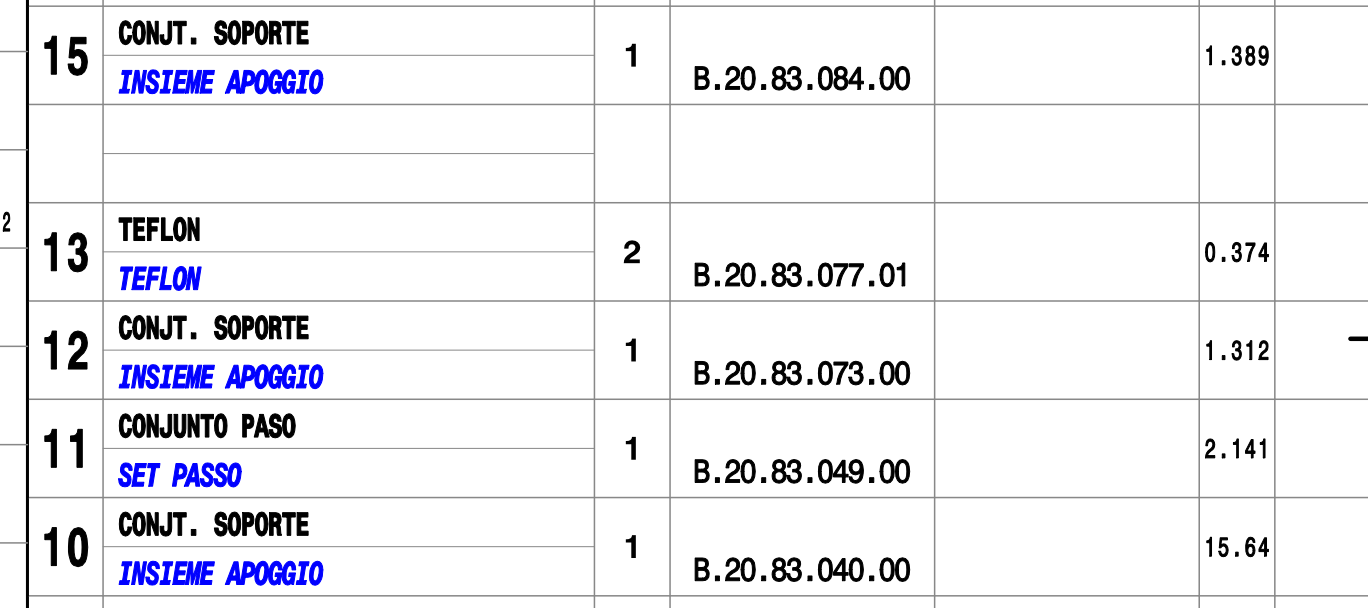 15 CONJT. SOPORTE 1 B.20.83.084.00 1.389
INSIEME APOGGIO
2
13 TEFLON 2 B.20.83.077.01 0.374
TEFLON
12 CONJT. SOPORTE 1 B.20.83.073.00 1.312
INSIEME APOGGIO
11 CONJUNTO PASO 1 B.20.83.049.00 2.141
SET PASSO
10 CONJT. SOPORTE 1 B.20.83.040.00 15.64
INSIEME APOGGIO